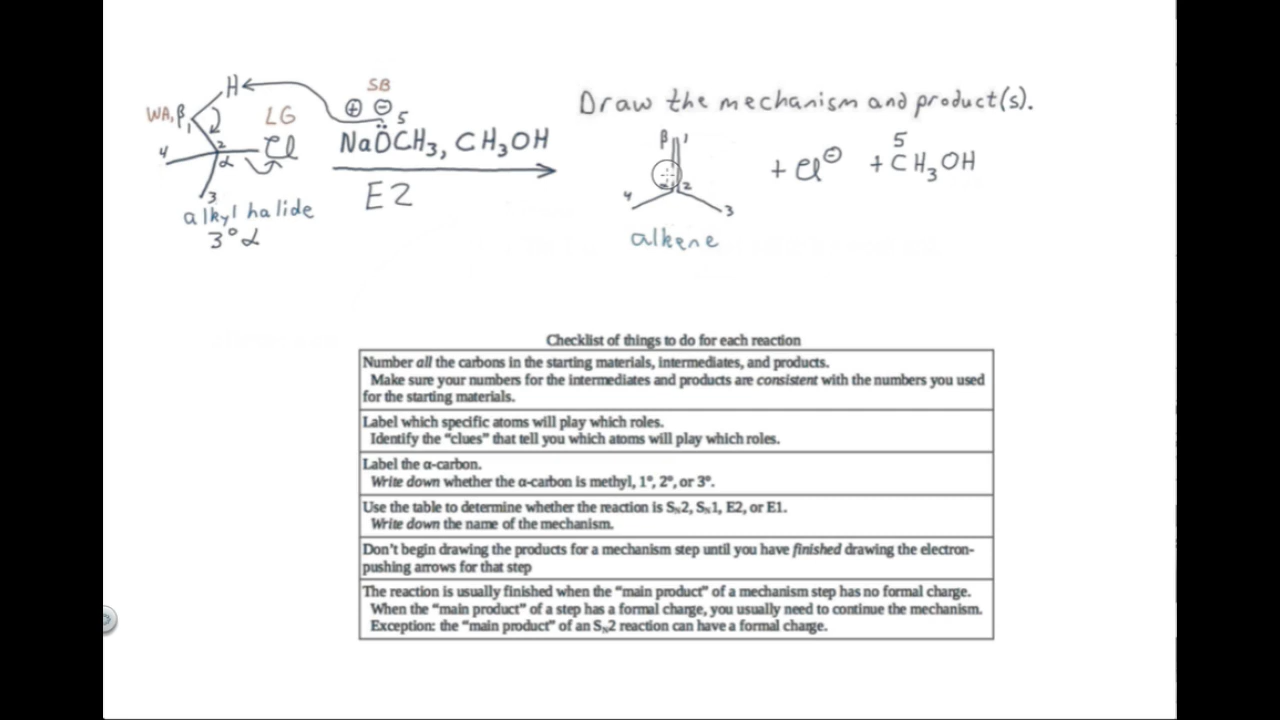 Draw the mechanism and product(s).
H
SB
⊕ ⊖
WA, β
LG
5
1
2
Cl
NaÖCH₃, CH₃OH
4
α
E2
3
alkyl halide
3° α
β 1
2
4
3
alkene
+ Cl⊖
5
+ CH₃OH
Checklist of things to do for each reaction
Number all the carbons in the starting materials, intermediates, and products.
Make sure your numbers for the intermediates and products are consistent with the numbers you used
for the starting materials.
Label which specific atoms will play which roles.
Identify the “clues” that tell you which atoms will play which roles.
Label the α-carbon.
Write down whether the α-carbon is methyl, 1°, 2°, or 3°.
Use the table to determine whether the reaction is SN2, SN1, E2, or E1.
Write down the name of the mechanism.
Don’t begin drawing the products for a mechanism step until you have finished drawing the electron-
pushing arrows for that step
The reaction is usually finished when the “main product” of a mechanism step has no formal charge.
When the “main product” of a step has a formal charge, you usually need to continue the mechanism.
Exception: the “main product” of an SN2 reaction can have a formal charge.